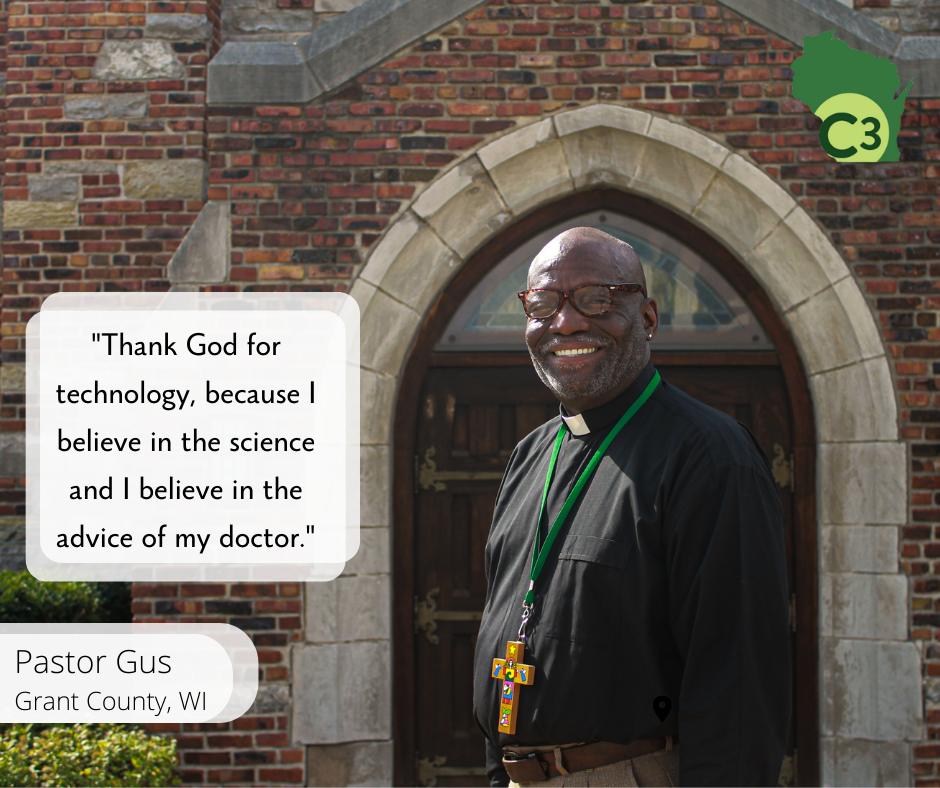 C3
"Thank God for
technology, because I
believe in the science
and I believe in the
advice of my doctor."
Pastor Gus
Grant County, WI